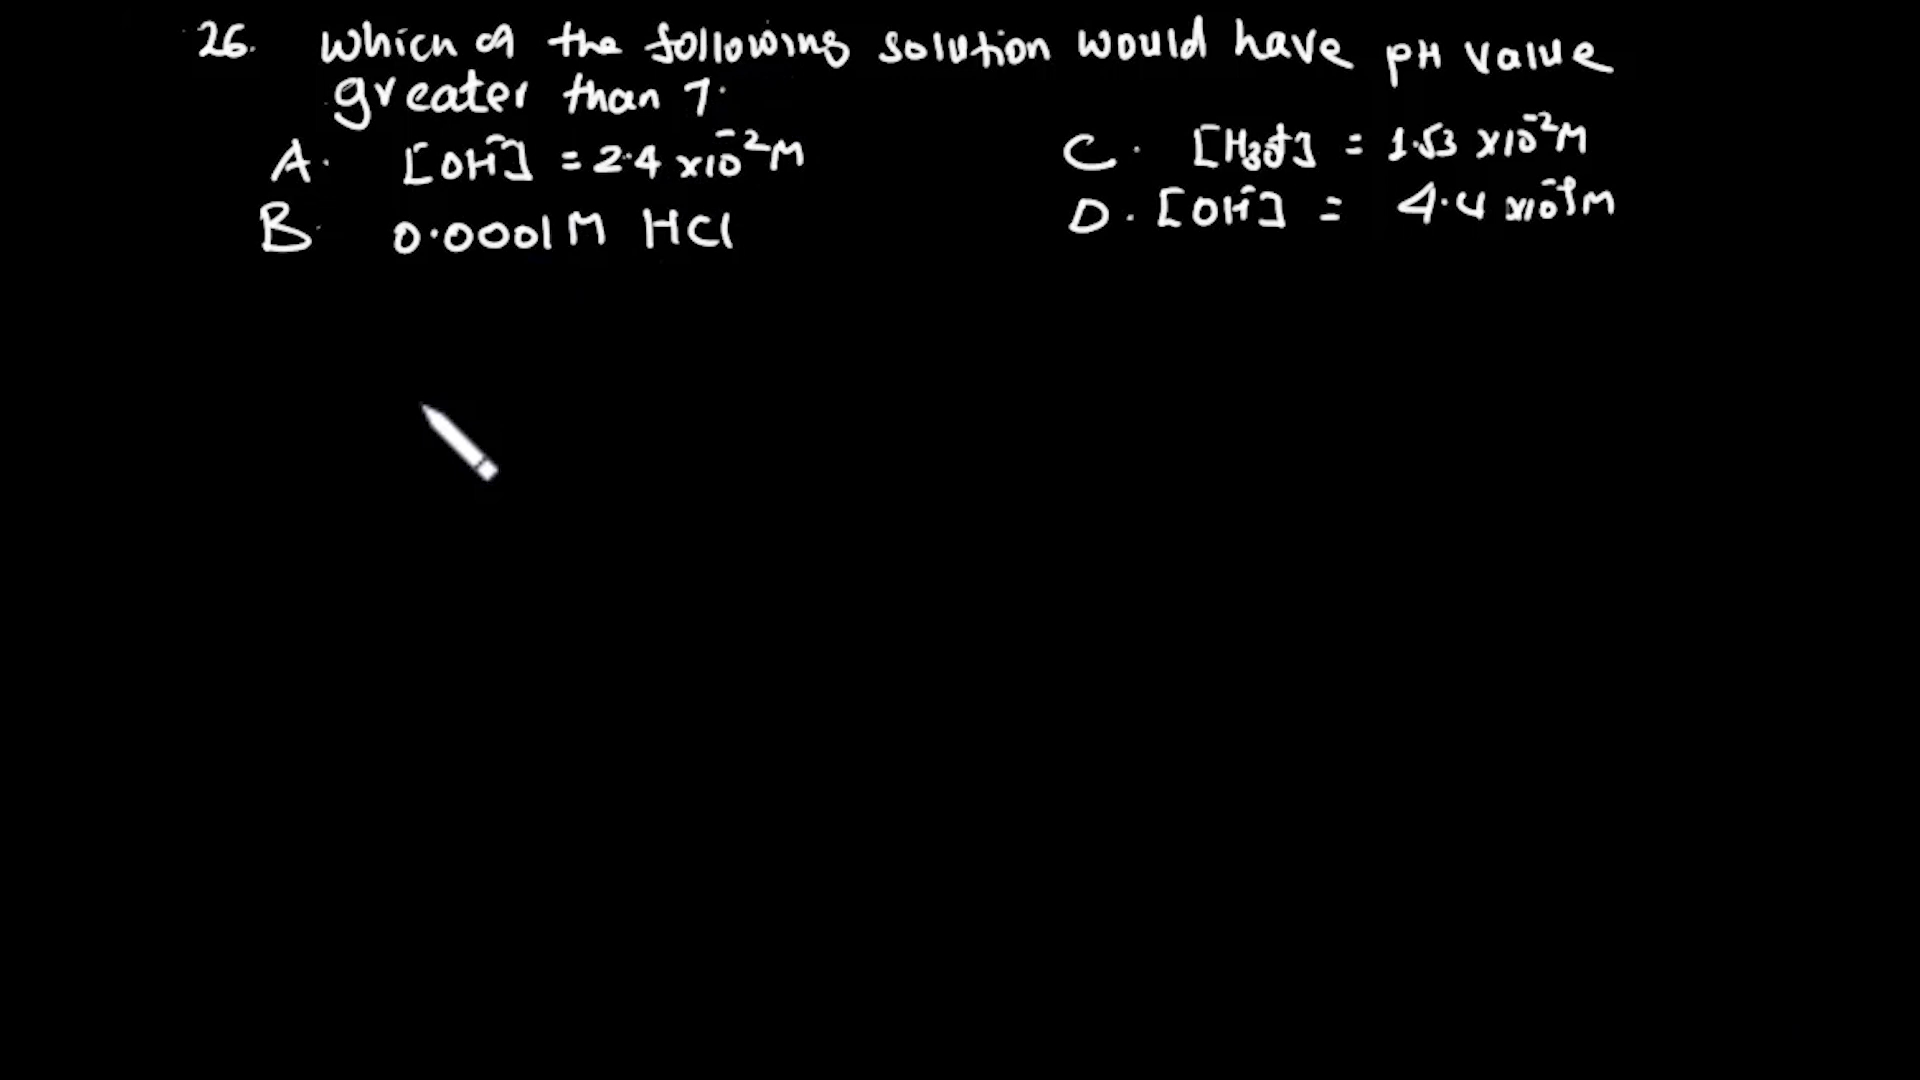 26. Which of the following solution would have pH value
greater than 7.
A. [OH⁻] = 2.4 x10⁻²M
B. 0.0001M HCl
C. [H₃O⁺] = 1.53 x10⁻²M
D. [OH⁻] = 4.4 x10⁻⁹M